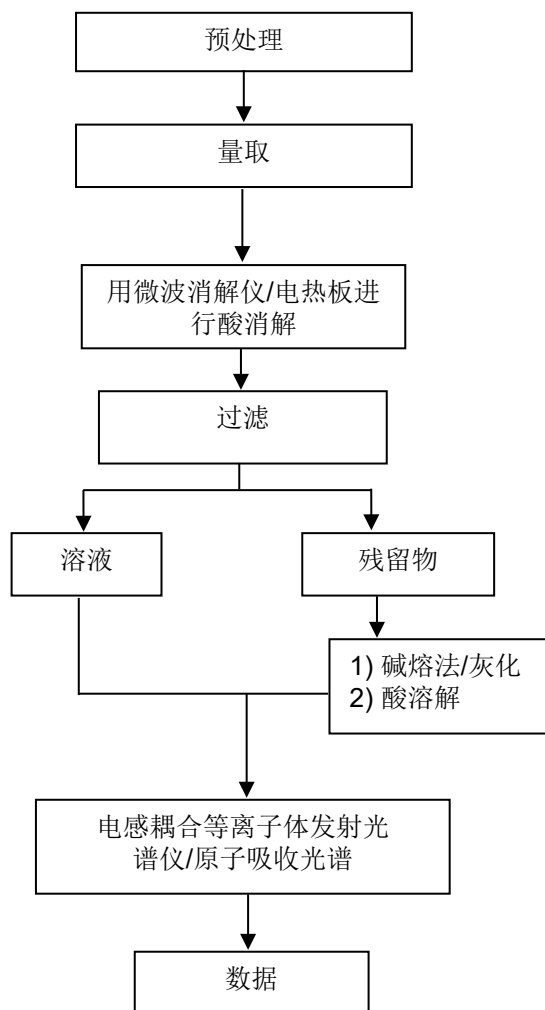 预处理
量取
用微波消解仪/电热板进
行酸消解
过滤
溶液
残留物
1) 碱熔法/灰化
2) 酸溶解
电感耦合等离子体发射光
谱仪/原子吸收光谱
数据